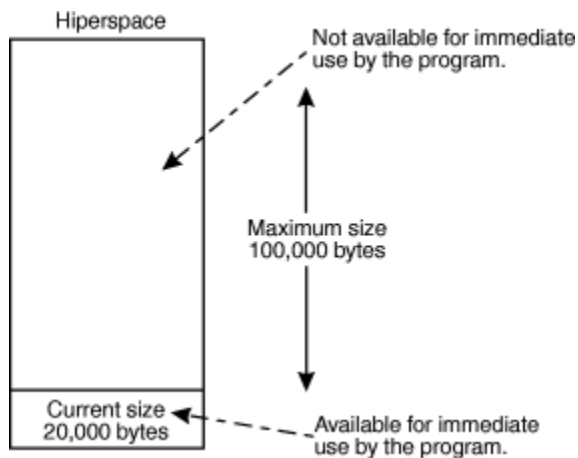 Hiperspace
Not available for immediate
use by the program.
Maximum size
100,000 bytes
Current size
20,000 bytes
Available for immediate
use by the program.